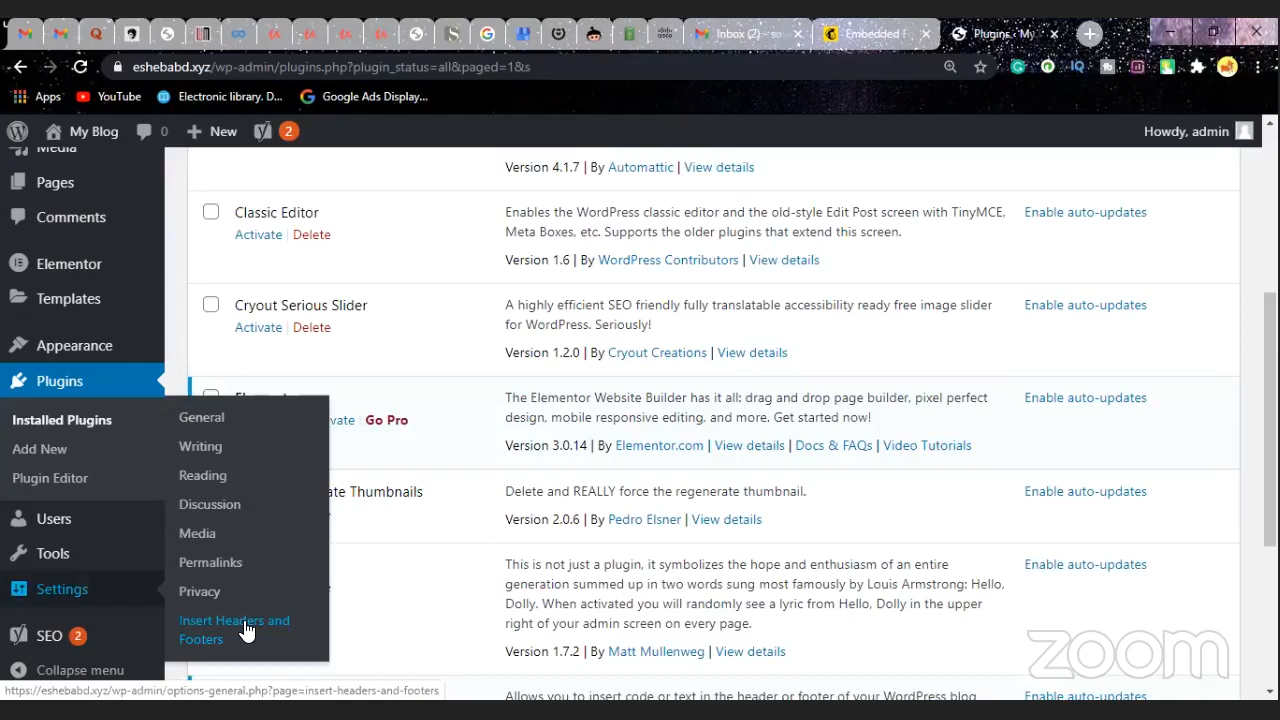 Inbox (2) - so
Embedded F
Plugins · My
eshebabd.xyz/wp-admin/plugins.php?plugin_status=all&paged=1&s
Apps
YouTube
Electronic library. D...
Google Ads Display...
My Blog
0
New
2
Howdy, admin
Media
Pages
Comments
Elementor
Templates
Appearance
Plugins
Installed Plugins
Add New
Plugin Editor
Users
Tools
Settings
SEO 2
Collapse menu
General
Writing
Reading
Discussion
Media
Permalinks
Privacy
Insert Headers and
Footers
Version 4.1.7 | By Automattic | View details
Classic Editor
Activate | Delete
Enables the WordPress classic editor and the old-style Edit Post screen with TinyMCE,
Meta Boxes, etc. Supports the older plugins that extend this screen.
Version 1.6 | By WordPress Contributors | View details
Enable auto-updates
Cryout Serious Slider
Activate | Delete
A highly efficient SEO friendly fully translatable accessibility ready free image slider
for WordPress. Seriously!
Version 1.2.0 | By Cryout Creations | View details
Enable auto-updates
vate | Go Pro
The Elementor Website Builder has it all: drag and drop page builder, pixel perfect
design, mobile responsive editing, and more. Get started now!
Version 3.0.14 | By Elementor.com | View details | Docs & FAQs | Video Tutorials
Enable auto-updates
ate Thumbnails
Delete and REALLY force the regenerate thumbnail.
Version 2.0.6 | By Pedro Elsner | View details
Enable auto-updates
This is not just a plugin, it symbolizes the hope and enthusiasm of an entire
generation summed up in two words sung most famously by Louis Armstrong: Hello,
Dolly. When activated you will randomly see a lyric from Hello, Dolly in the upper
right of your admin screen on every page.
Version 1.7.2 | By Matt Mullenweg | View details
Enable auto-updates
Allows you to insert code or text in the header or footer of your WordPress blog
Enable auto-updates
zoom
https://eshebabd.xyz/wp-admin/options-general.php?page=insert-headers-and-footers